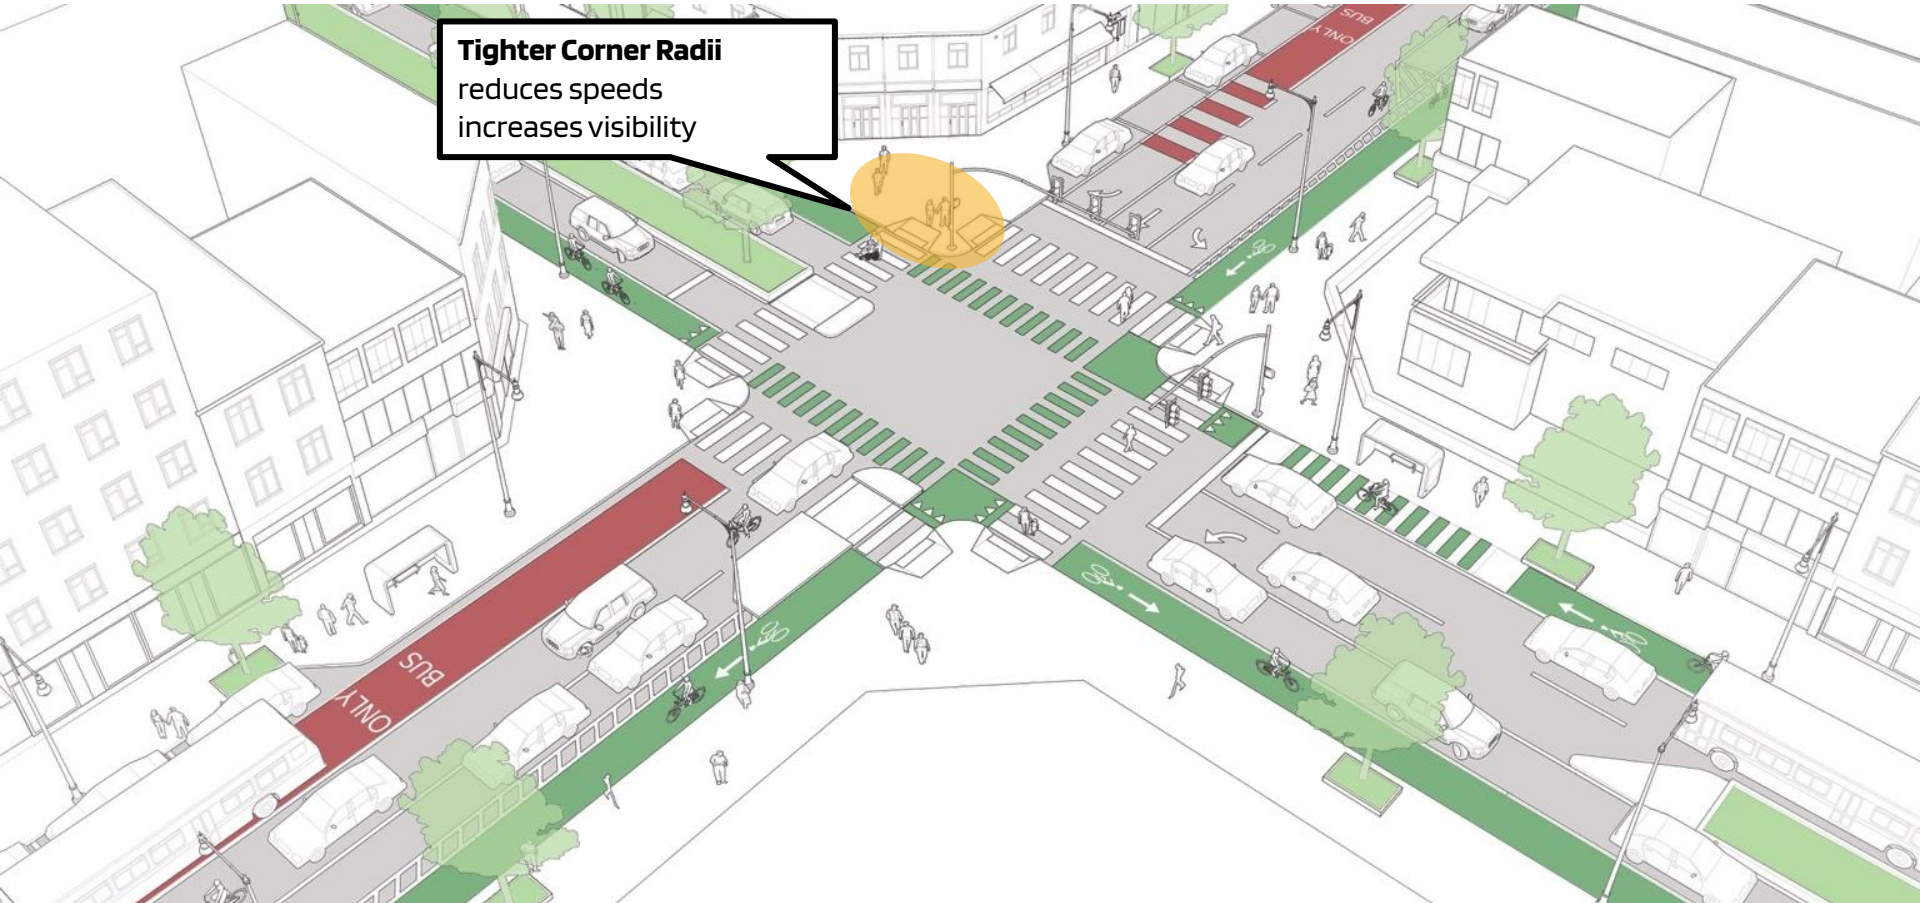 Tighter Corner Radii
reduces speeds
increases visibility
BUS
ONLY
BUS
ONLY